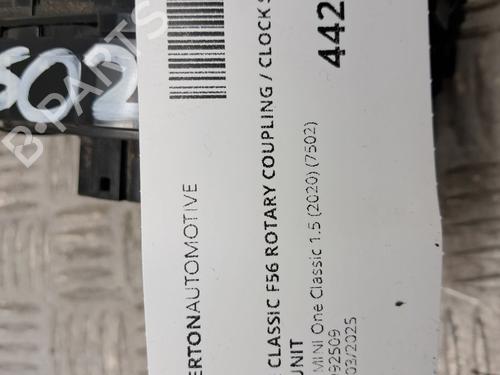 502
B-PARTS
ERTONAUTOMOTIVE
CLASSIC F56 ROTARY COUPLING / CLOCK S
UNIT
442
MINI One Classic 1.5 (2020) (7502)
92509
03/2025